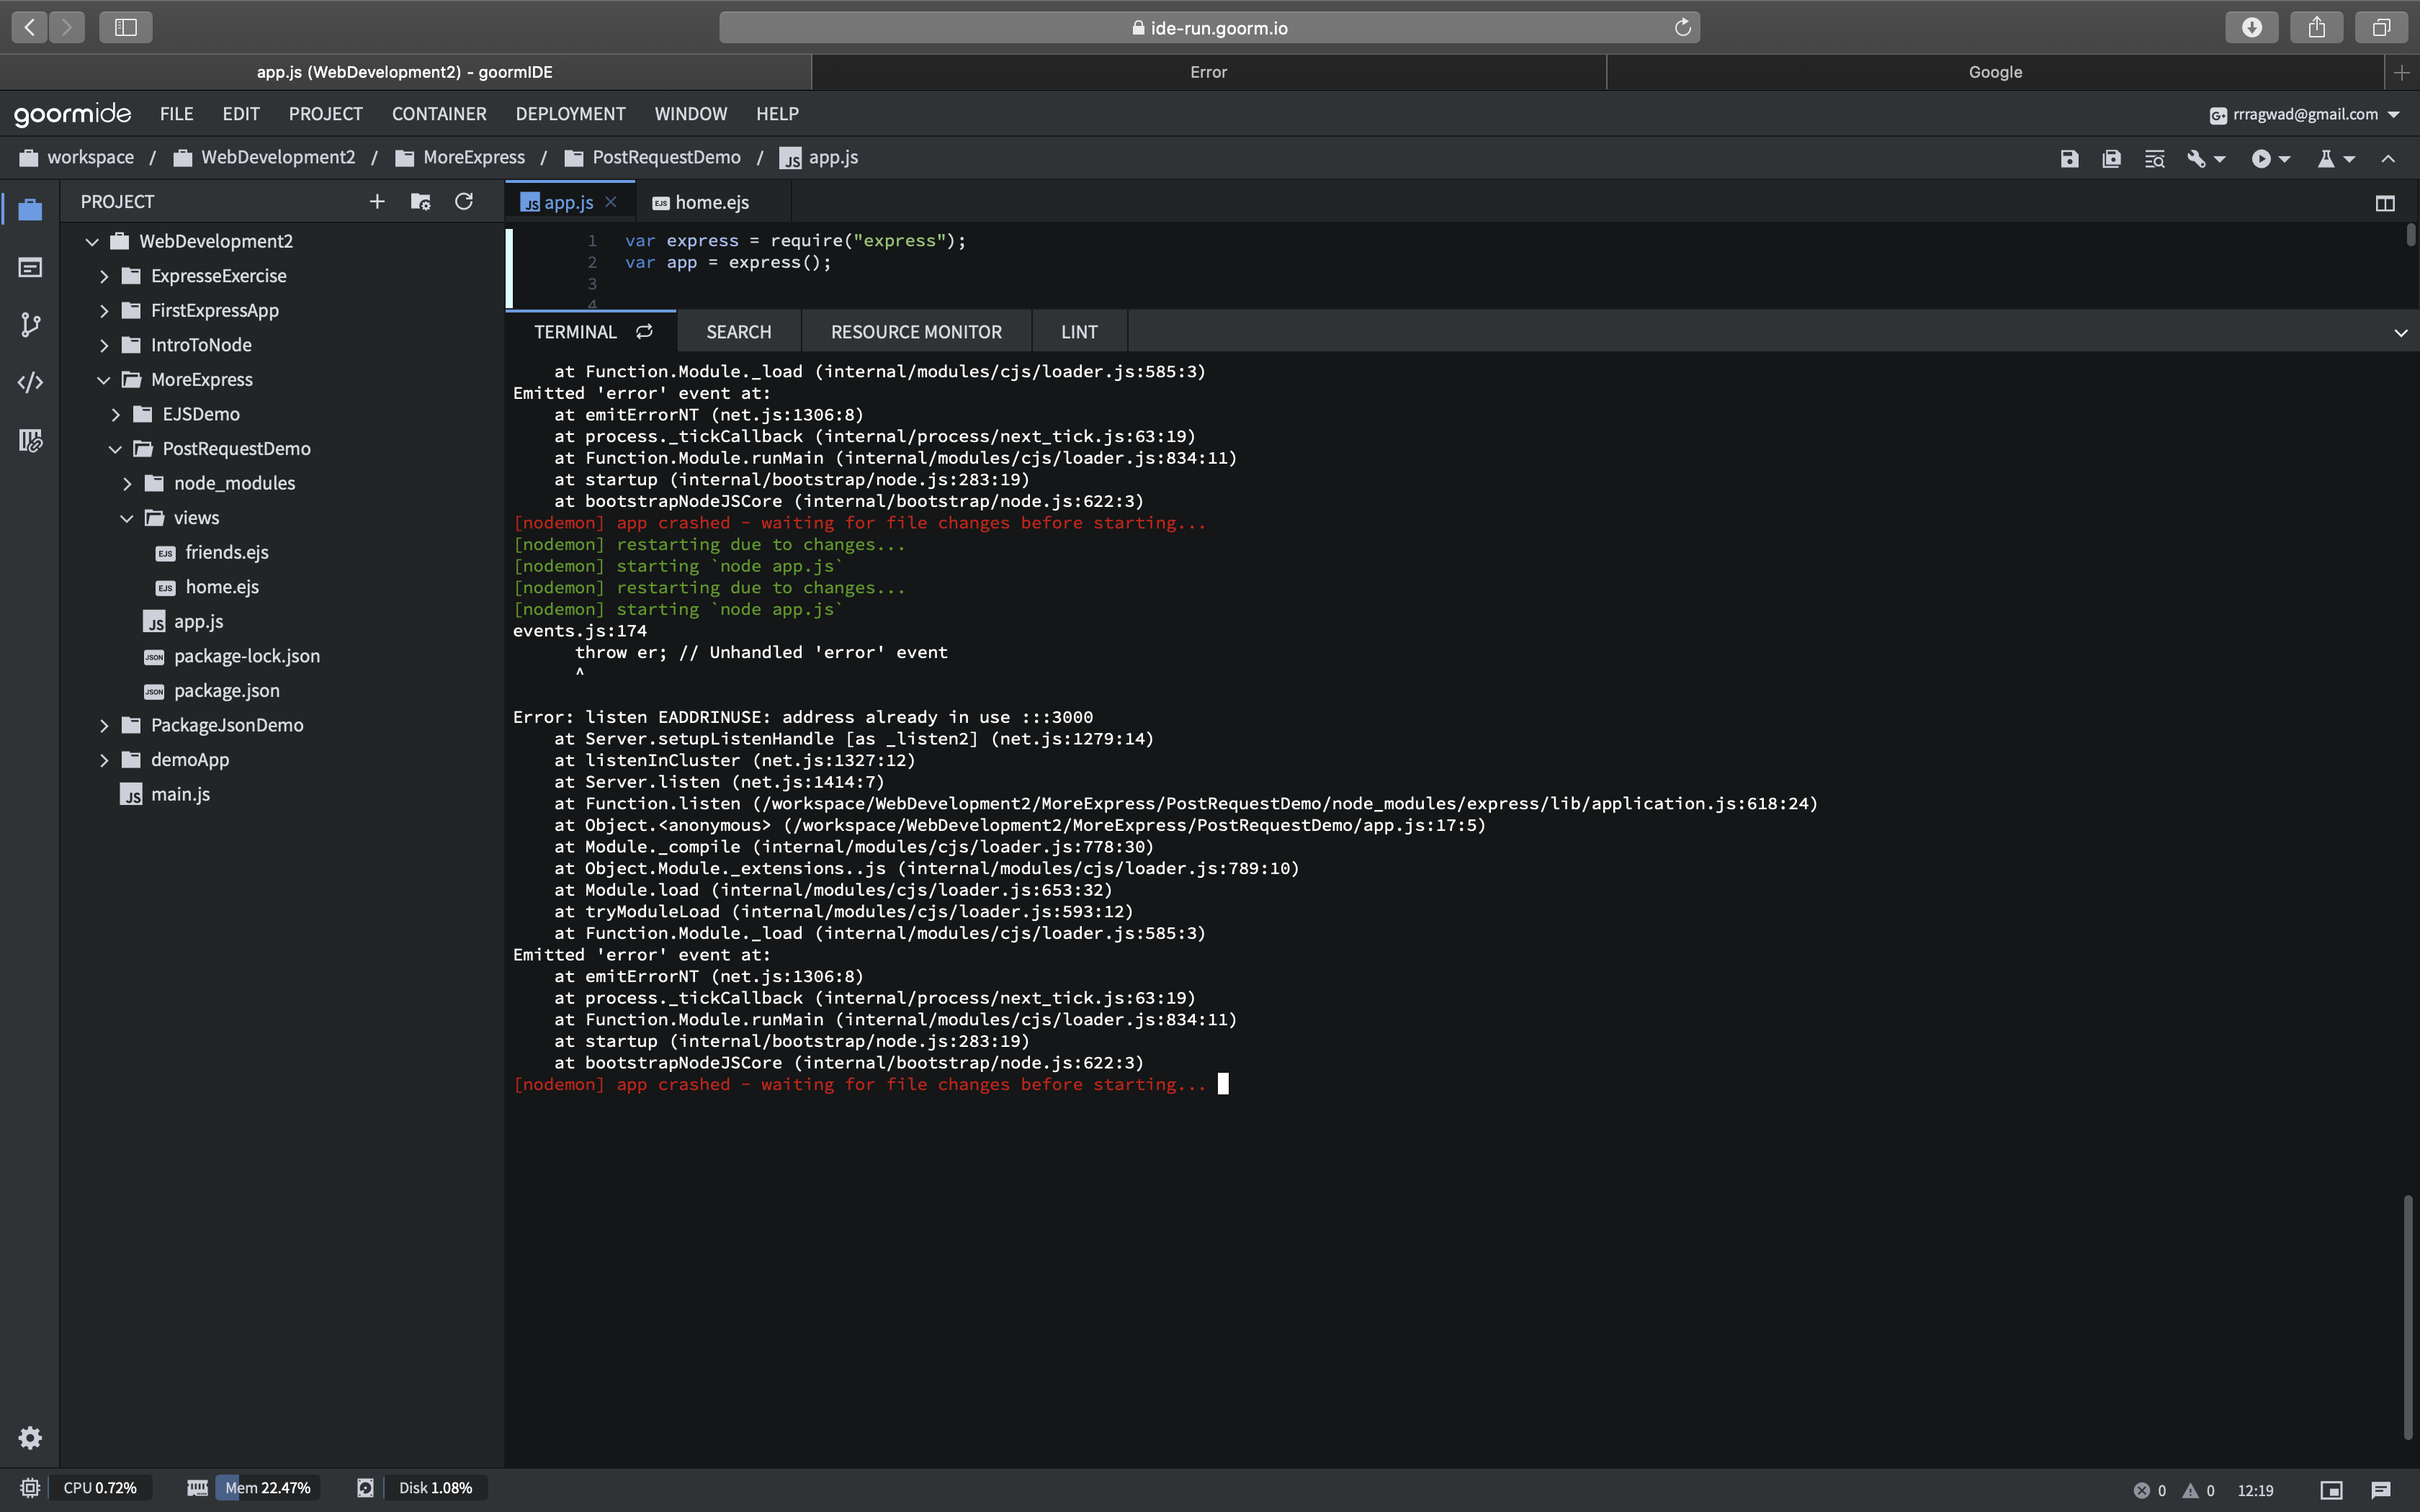 ide-run.goorm.io
app.js (WebDevelopment2) - goormIDE
Error
Google
goormide FILE EDIT PROJECT CONTAINER DEPLOYMENT WINDOW HELP
G+ rrragwad@gmail.com
workspace / WebDevelopment2 / MoreExpress / PostRequestDemo / JS app.js
PROJECT
WebDevelopment2
ExpresseExercise
FirstExpressApp
IntroToNode
MoreExpress
EJSDemo
PostRequestDemo
node_modules
views
EJS friends.ejs
EJS home.ejs
JS app.js
JSON package-lock.json
JSON package.json
PackageJsonDemo
demoApp
JS main.js
JS app.js
EJS home.ejs
1 var express = require("express");
2 var app = express();
3
4
TERMINAL SEARCH RESOURCE MONITOR LINT
at Function.Module._load (internal/modules/cjs/loader.js:585:3)
Emitted 'error' event at:
at emitErrorNT (net.js:1306:8)
at process._tickCallback (internal/process/next_tick.js:63:19)
at Function.Module.runMain (internal/modules/cjs/loader.js:834:11)
at startup (internal/bootstrap/node.js:283:19)
at bootstrapNodeJSCore (internal/bootstrap/node.js:622:3)
[nodemon] app crashed - waiting for file changes before starting...
[nodemon] restarting due to changes...
[nodemon] starting `node app.js`
[nodemon] restarting due to changes...
[nodemon] starting `node app.js`
events.js:174
throw er; // Unhandled 'error' event
^
Error: listen EADDRINUSE: address already in use :::3000
at Server.setupListenHandle [as _listen2] (net.js:1279:14)
at listenInCluster (net.js:1327:12)
at Server.listen (net.js:1414:7)
at Function.listen (/workspace/WebDevelopment2/MoreExpress/PostRequestDemo/node_modules/express/lib/application.js:618:24)
at Object.<anonymous> (/workspace/WebDevelopment2/MoreExpress/PostRequestDemo/app.js:17:5)
at Module._compile (internal/modules/cjs/loader.js:778:30)
at Object.Module._extensions..js (internal/modules/cjs/loader.js:789:10)
at Module.load (internal/modules/cjs/loader.js:653:32)
at tryModuleLoad (internal/modules/cjs/loader.js:593:12)
at Function.Module._load (internal/modules/cjs/loader.js:585:3)
Emitted 'error' event at:
at emitErrorNT (net.js:1306:8)
at process._tickCallback (internal/process/next_tick.js:63:19)
at Function.Module.runMain (internal/modules/cjs/loader.js:834:11)
at startup (internal/bootstrap/node.js:283:19)
at bootstrapNodeJSCore (internal/bootstrap/node.js:622:3)
[nodemon] app crashed - waiting for file changes before starting...
CPU 0.72% Mem 22.47% Disk 1.08%
0 0 12:19